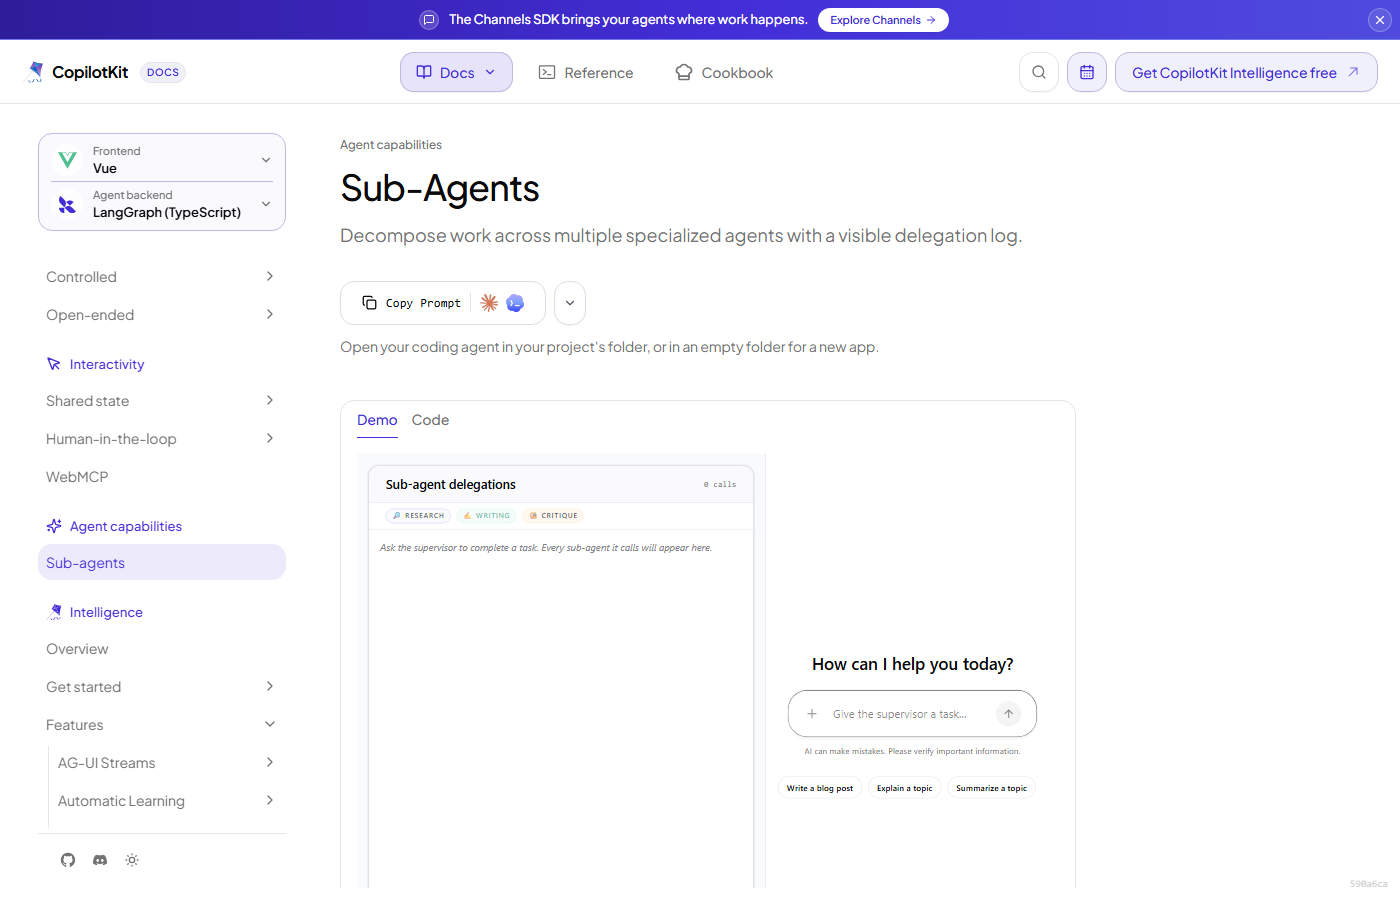 The Channels SDK brings your agents where work happens.
Explore Channels →
CopilotKit
DOCS
Docs
Reference
Cookbook
Get CopilotKit Intelligence free
Frontend
Vue
Agent backend
LangGraph (TypeScript)
Controlled
Open-ended
Interactivity
Shared state
Human-in-the-loop
WebMCP
Agent capabilities
Sub-agents
Intelligence
Overview
Get started
Features
AG-UI Streams
Automatic Learning
Agent capabilities
Sub-Agents
Decompose work across multiple specialized agents with a visible delegation log.
Copy Prompt
Open your coding agent in your project's folder, or in an empty folder for a new app.
Demo
Code
Sub-agent delegations
0 calls
RESEARCH
WRITING
CRITIQUE
Ask the supervisor to complete a task. Every sub-agent it calls will appear here.
How can I help you today?
Give the supervisor a task...
AI can make mistakes. Please verify important information.
Write a blog post
Explain a topic
Summarize a topic
590a6ca